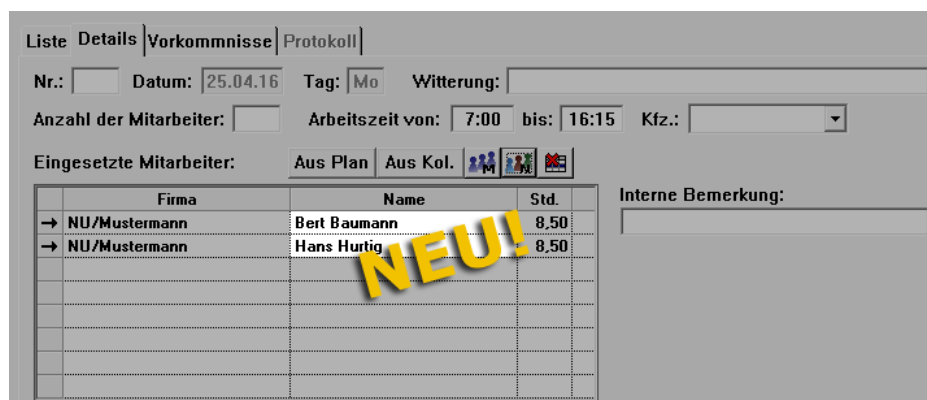 Liste Details Vorkommnisse Protokoll
Nr.: Datum: 25.04.16 Tag: Mo Witterung:
Anzahl der Mitarbeiter: Arbeitszeit von: 7:00 bis: 16:15 Kfz.:
Eingesetzte Mitarbeiter: Aus Plan Aus Kol. M N
Firma Name Std. Interne Bemerkung:
NU/Mustermann Bert Baumann 8,50
NU/Mustermann Hans Hurtig 8,50
NEU!